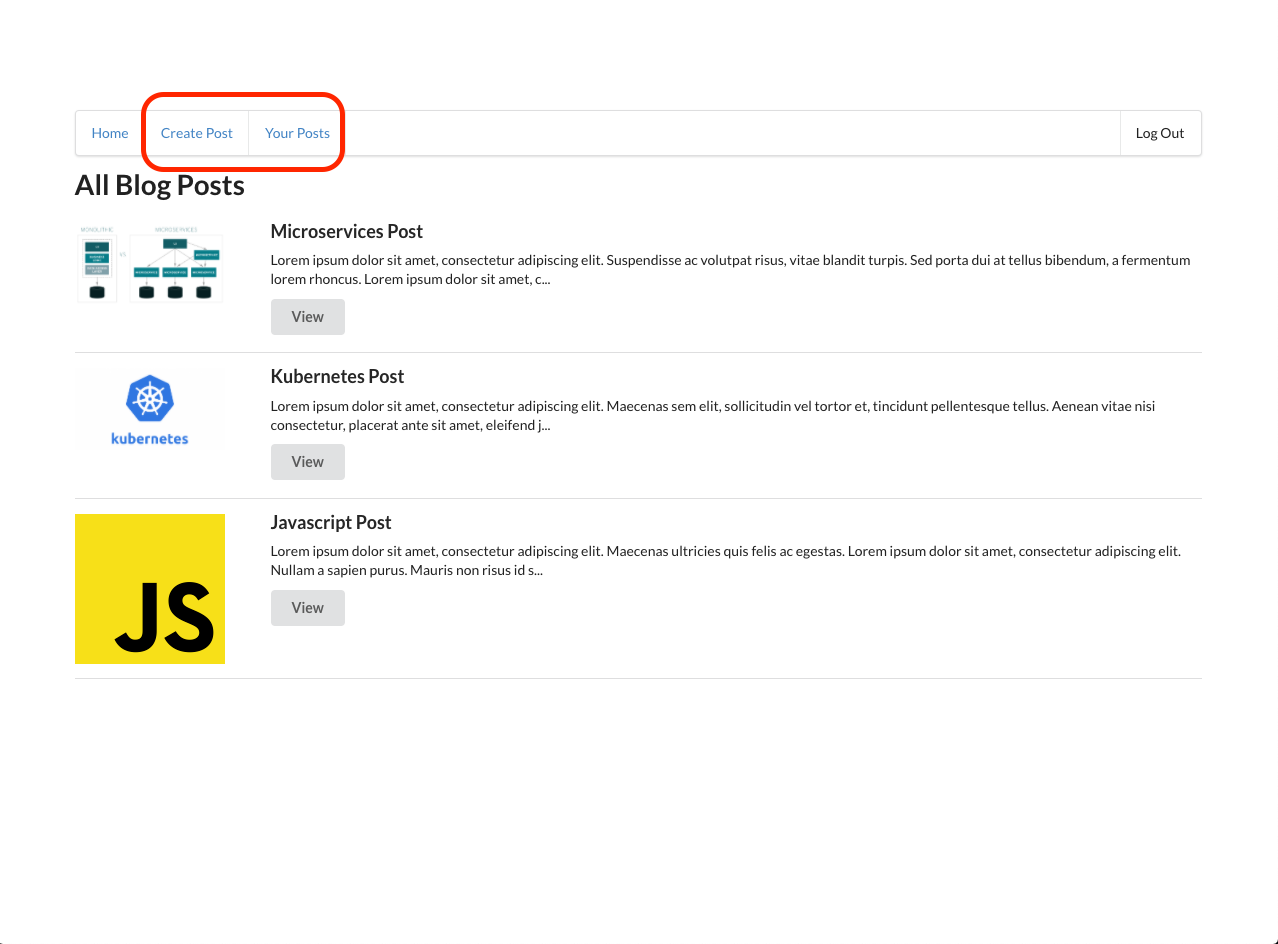 Home Create Post Your Posts Log Out
All Blog Posts
MONOLITHIC VS MICROSERVICES
UI
MICROSERVICE
MICROSERVICE MICROSERVICE MICROSERVICE
Microservices Post
Lorem ipsum dolor sit amet, consectetur adipiscing elit. Suspendisse ac volutpat risus, vitae blandit turpis. Sed porta dui at tellus bibendum, a fermentum
lorem rhoncus. Lorem ipsum dolor sit amet, c...
View
kubernetes
Kubernetes Post
Lorem ipsum dolor sit amet, consectetur adipiscing elit. Maecenas sem elit, sollicitudin vel tortor et, tincidunt pellentesque tellus. Aenean vitae nisi
consectetur, placerat ante sit amet, eleifend j...
View
JS
Javascript Post
Lorem ipsum dolor sit amet, consectetur adipiscing elit. Maecenas ultricies quis felis ac egestas. Lorem ipsum dolor sit amet, consectetur adipiscing elit.
Nullam a sapien purus. Mauris non risus id s...
View